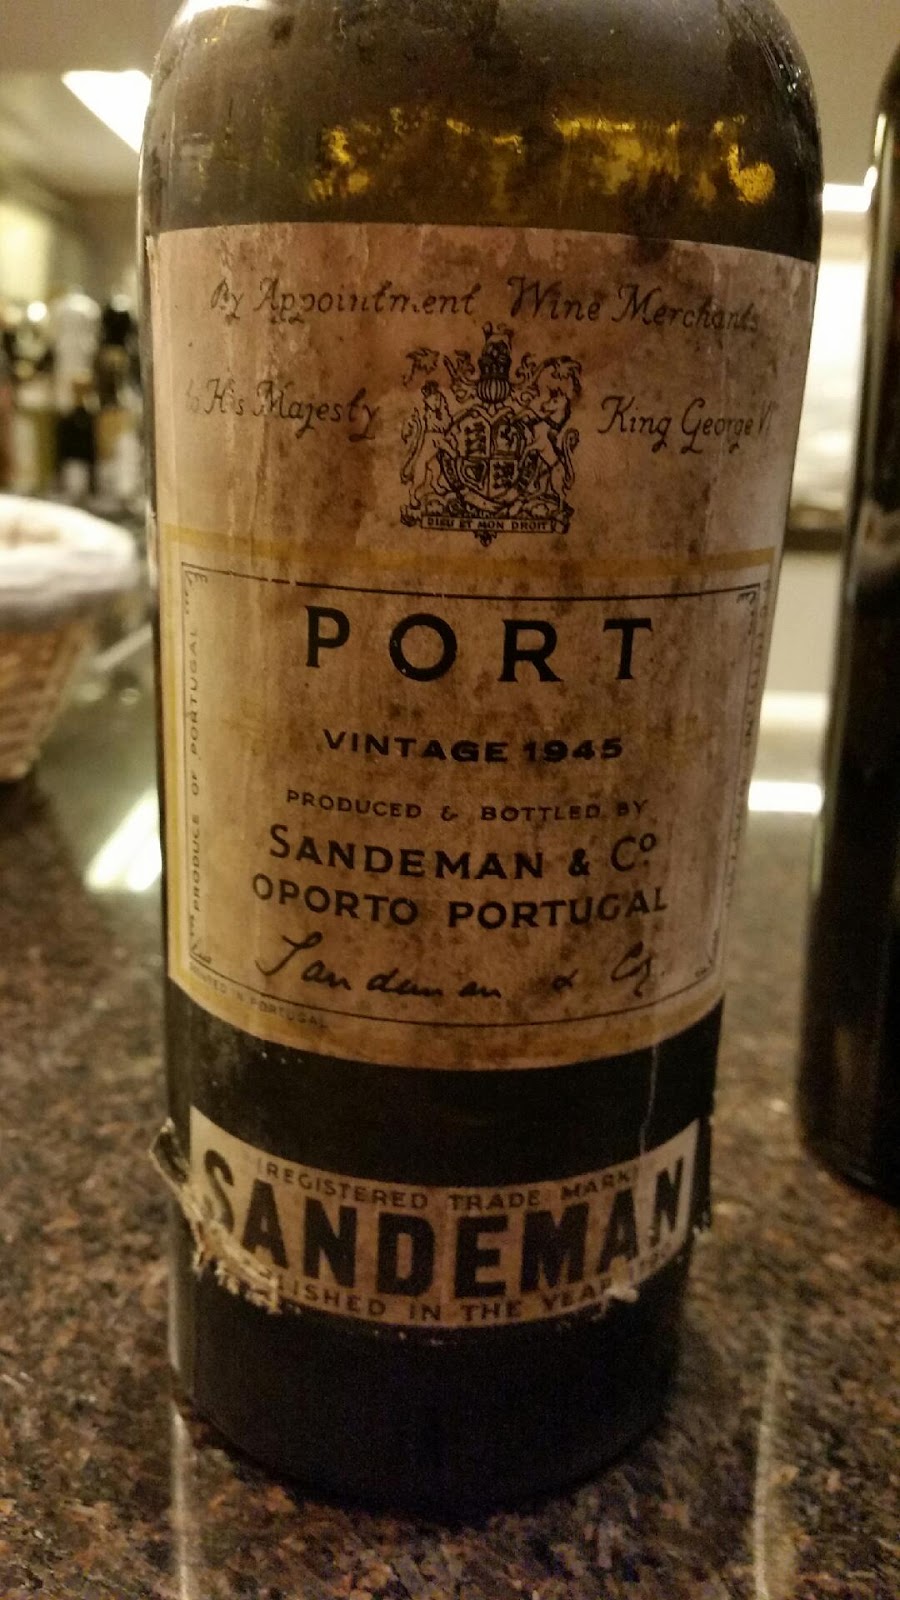 By Appointment Wine Merchants
to His Majesty King George VI
DIEU ET MON DROIT
PORT
VINTAGE 1945
PRODUCED & BOTTLED BY
SANDEMAN & Cº
OPORTO PORTUGAL
Sandeman & Co.
PRODUCE OF PORTUGAL
PRINTED IN PORTUGAL
(REGISTERED TRADE MARK)
SANDEMAN
LISHED IN THE YEAR